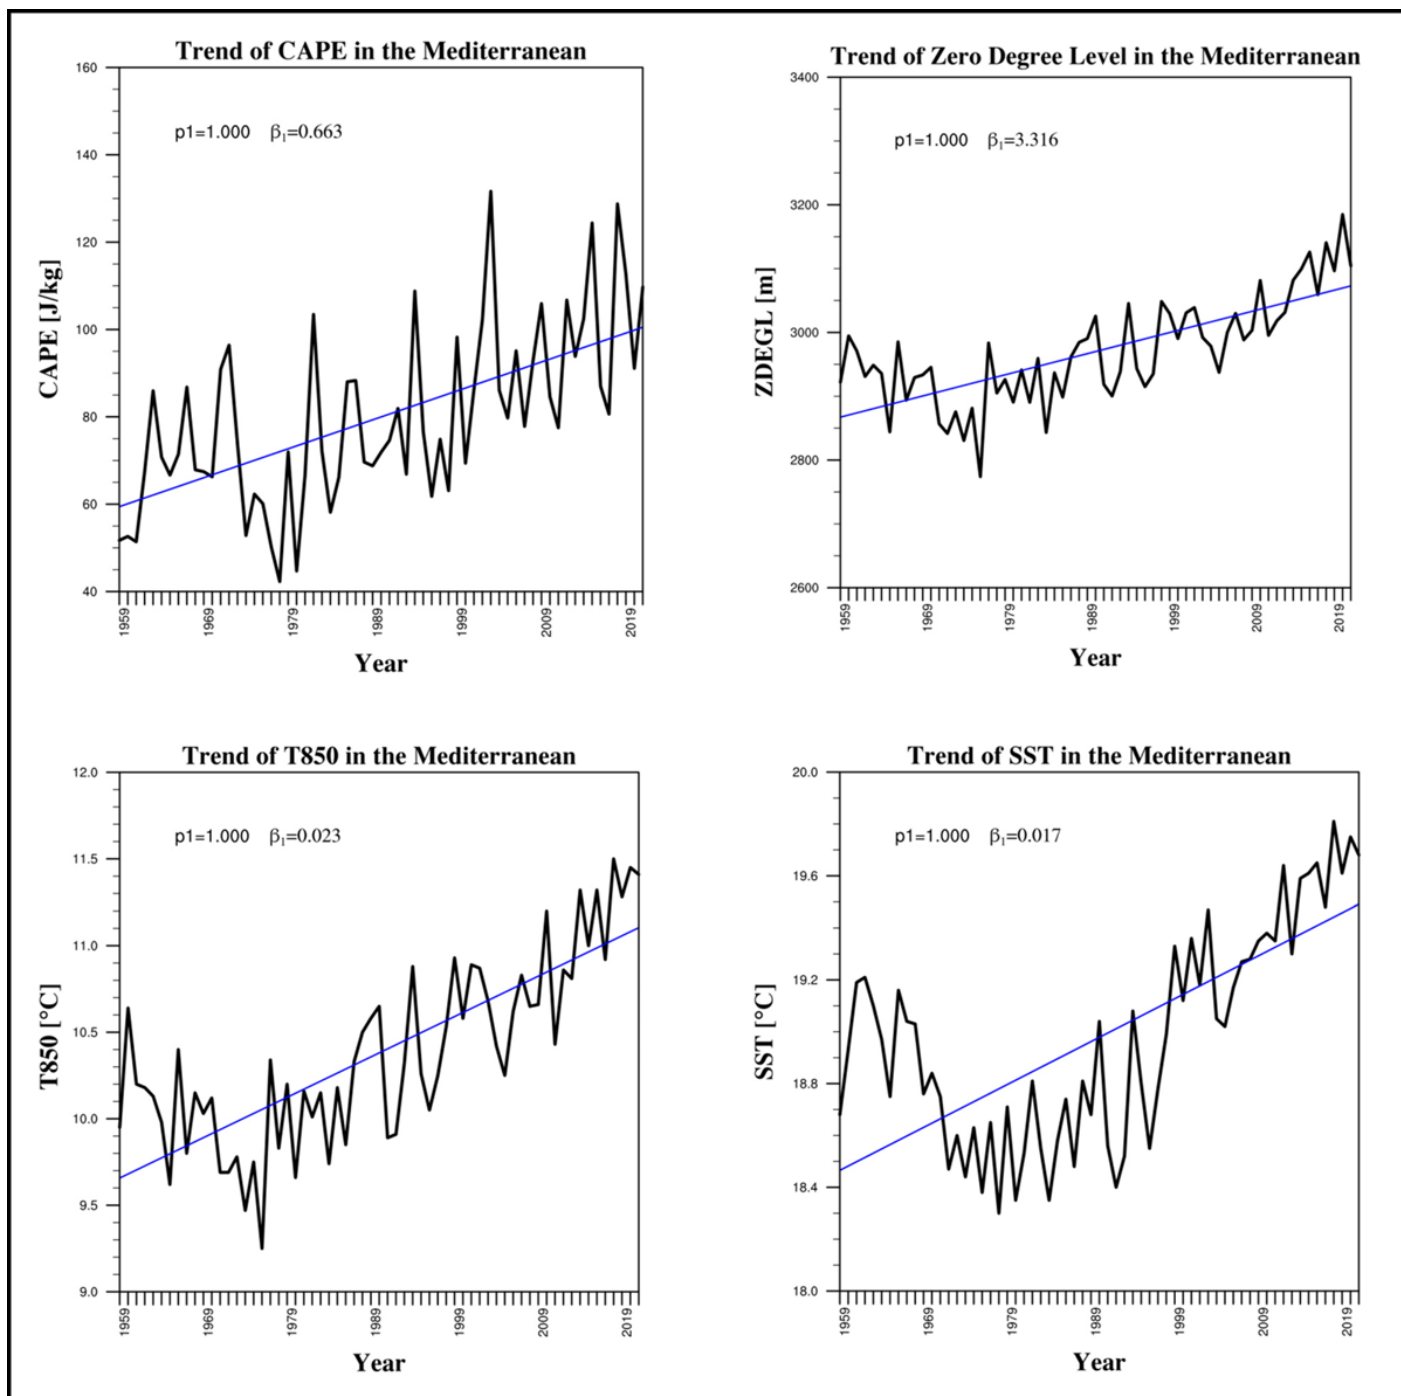 Trend of CAPE in the Mediterranean
160
140
120
100
80
60
40
CAPE [J/kg]
p1=1.000 β1=0.663
1959 1969 1979 1989 1999 2009 2019
Year
Trend of Zero Degree Level in the Mediterranean
3400
3200
3000
2800
2600
ZDEGL [m]
p1=1.000 β1=3.316
1959 1969 1979 1989 1999 2009 2019
Year
Trend of T850 in the Mediterranean
12.0
11.5
11.0
10.5
10.0
9.5
9.0
T850 [°C]
p1=1.000 β1=0.023
1959 1969 1979 1989 1999 2009 2019
Year
Trend of SST in the Mediterranean
20.0
19.6
19.2
18.8
18.4
18.0
SST [°C]
p1=1.000 β1=0.017
1959 1969 1979 1989 1999 2009 2019
Year